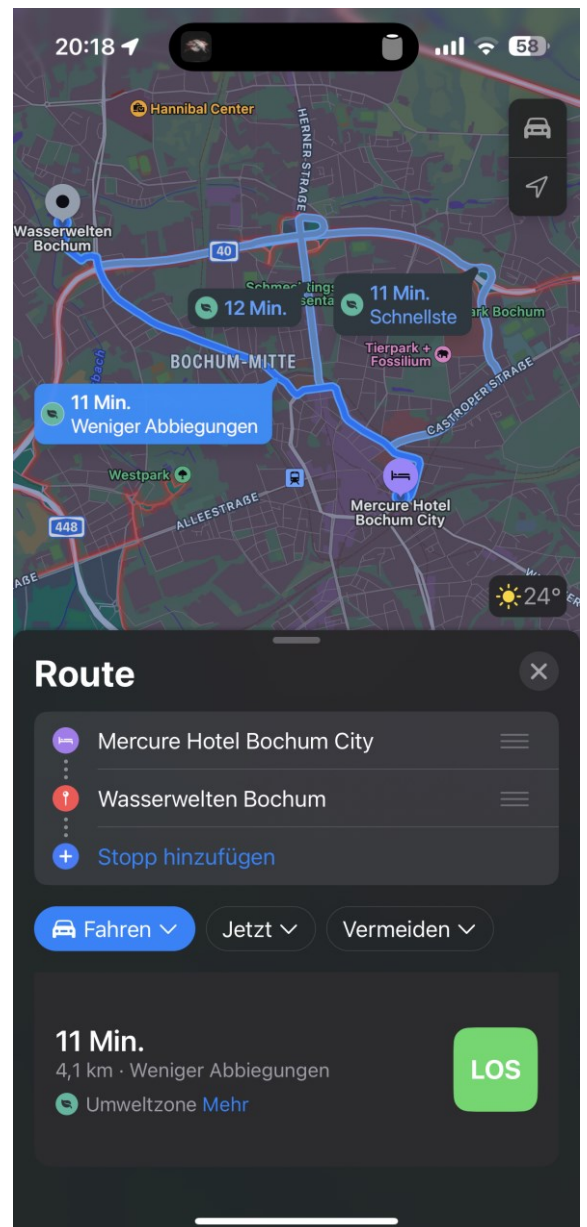 20:18
58
Hannibal Center
HERNER STRAßE
Wasserwelten
Bochum
40
12 Min.
11 Min.
Schnellste
ark Bochum
Tierpark +
Fossilium
BOCHUM-MITTE
11 Min.
Weniger Abbiegungen
CASTROPER STRAßE
Westpark
ALLEESTRAßE
Mercure Hotel
Bochum City
448
24°
Route
Mercure Hotel Bochum City
Wasserwelten Bochum
Stopp hinzufügen
Fahren
Jetzt
Vermeiden
11 Min.
4,1 km · Weniger Abbiegungen
LOS
Umweltzone Mehr